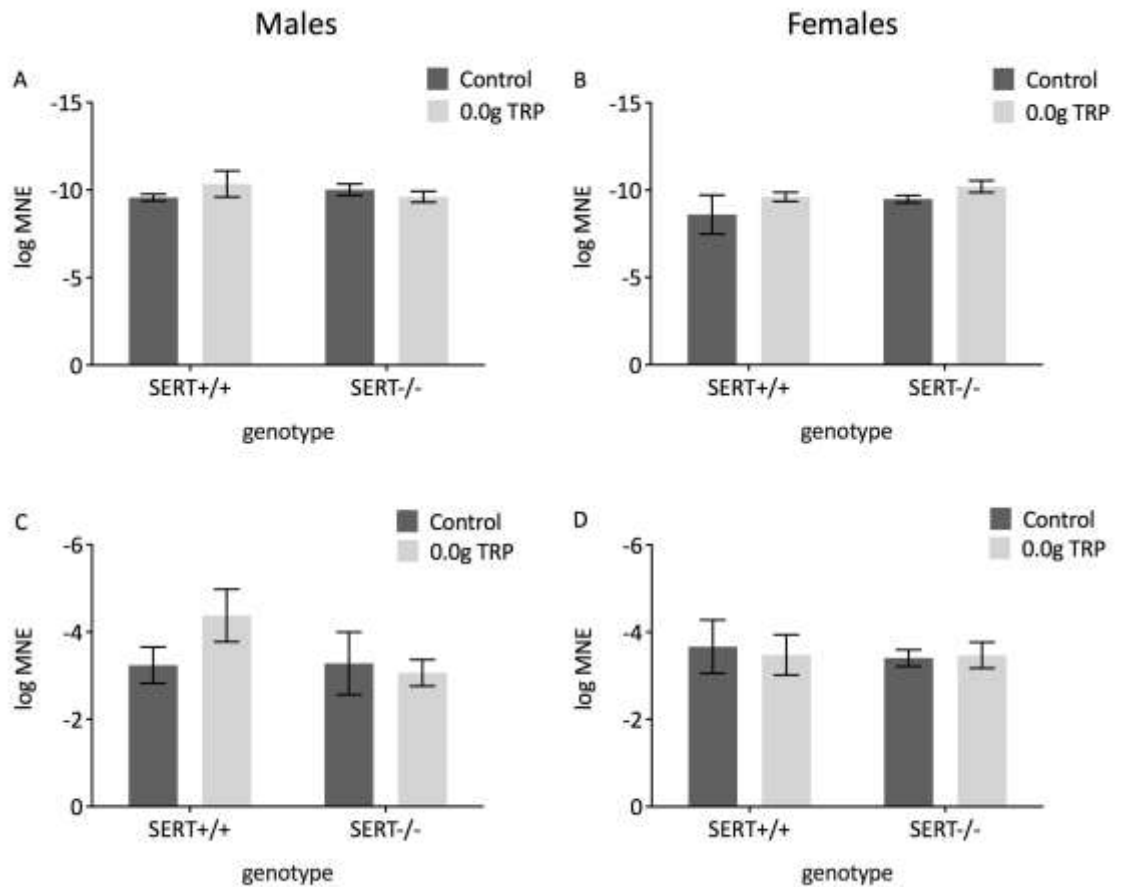 Males
Females
A
Control
0.0g TRP
-15
-10
-5
0
log MNE
SERT+/+
SERT-/-
genotype
B
Control
0.0g TRP
-15
-10
-5
0
log MNE
SERT+/+
SERT-/-
genotype
C
Control
0.0g TRP
-6
-4
-2
0
log MNE
SERT+/+
SERT-/-
genotype
D
Control
0.0g TRP
-6
-4
-2
0
log MNE
SERT+/+
SERT-/-
genotype